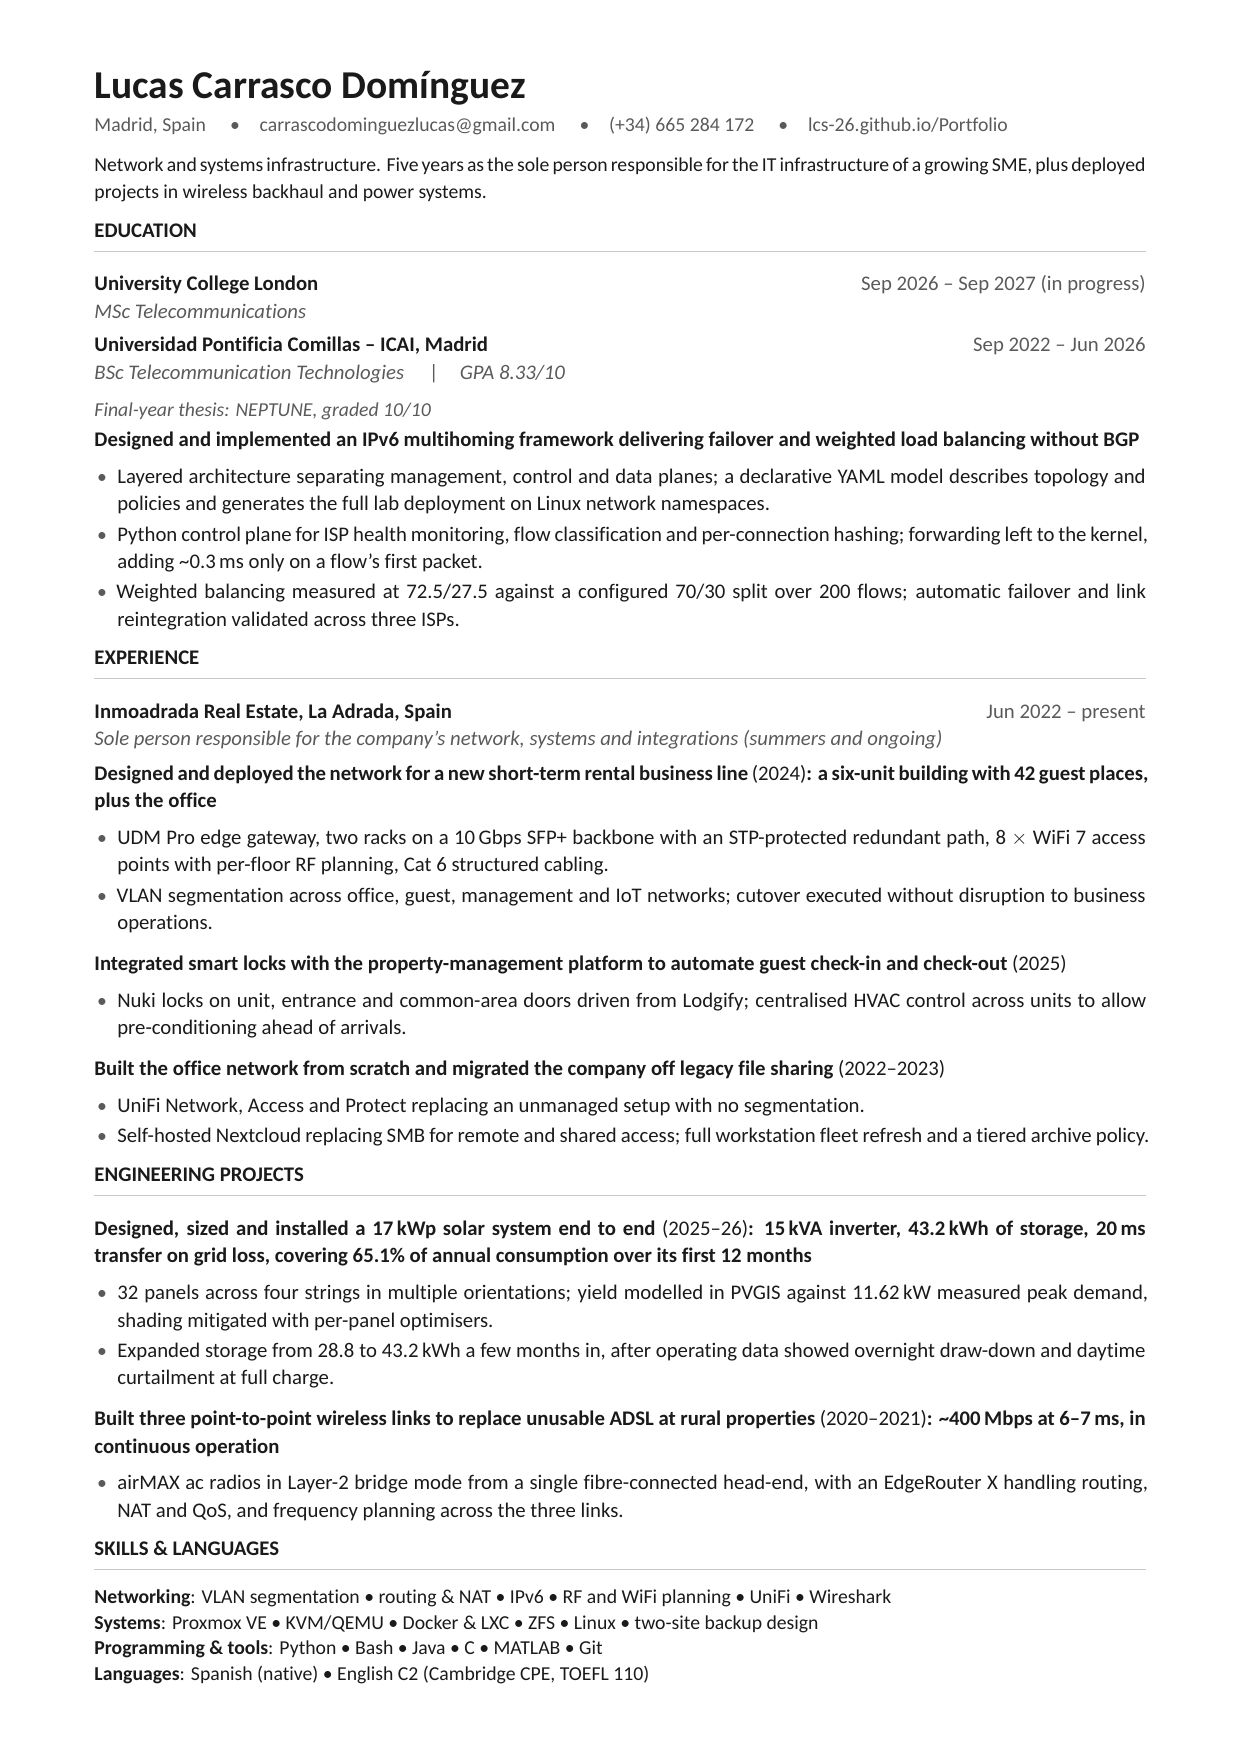 Lucas Carrasco Domínguez
Madrid, Spain • carrascodominguezlucas@gmail.com • (+34) 665 284 172 • lcs-26.github.io/Portfolio
Network and systems infrastructure. Five years as the sole person responsible for the IT infrastructure of a growing SME, plus deployed
projects in wireless backhaul and power systems.
EDUCATION
University College London Sep 2026 – Sep 2027 (in progress)
MSc Telecommunications
Universidad Pontificia Comillas – ICAI, Madrid Sep 2022 – Jun 2026
BSc Telecommunication Technologies | GPA 8.33/10
Final-year thesis: NEPTUNE, graded 10/10
Designed and implemented an IPv6 multihoming framework delivering failover and weighted load balancing without BGP
• Layered architecture separating management, control and data planes; a declarative YAML model describes topology and
policies and generates the full lab deployment on Linux network namespaces.
• Python control plane for ISP health monitoring, flow classification and per-connection hashing; forwarding left to the kernel,
adding ~0.3 ms only on a flow’s first packet.
• Weighted balancing measured at 72.5/27.5 against a configured 70/30 split over 200 flows; automatic failover and link
reintegration validated across three ISPs.
EXPERIENCE
Inmoadrada Real Estate, La Adrada, Spain Jun 2022 – present
Sole person responsible for the company’s network, systems and integrations (summers and ongoing)
Designed and deployed the network for a new short-term rental business line (2024): a six-unit building with 42 guest places,
plus the office
• UDM Pro edge gateway, two racks on a 10 Gbps SFP+ backbone with an STP-protected redundant path, 8 × WiFi 7 access
points with per-floor RF planning, Cat 6 structured cabling.
• VLAN segmentation across office, guest, management and IoT networks; cutover executed without disruption to business
operations.
Integrated smart locks with the property-management platform to automate guest check-in and check-out (2025)
• Nuki locks on unit, entrance and common-area doors driven from Lodgify; centralised HVAC control across units to allow
pre-conditioning ahead of arrivals.
Built the office network from scratch and migrated the company off legacy file sharing (2022–2023)
• UniFi Network, Access and Protect replacing an unmanaged setup with no segmentation.
• Self-hosted Nextcloud replacing SMB for remote and shared access; full workstation fleet refresh and a tiered archive policy.
ENGINEERING PROJECTS
Designed, sized and installed a 17 kWp solar system end to end (2025–26): 15 kVA inverter, 43.2 kWh of storage, 20 ms
transfer on grid loss, covering 65.1% of annual consumption over its first 12 months
• 32 panels across four strings in multiple orientations; yield modelled in PVGIS against 11.62 kW measured peak demand,
shading mitigated with per-panel optimisers.
• Expanded storage from 28.8 to 43.2 kWh a few months in, after operating data showed overnight draw-down and daytime
curtailment at full charge.
Built three point-to-point wireless links to replace unusable ADSL at rural properties (2020–2021): ~400 Mbps at 6–7 ms, in
continuous operation
• airMAX ac radios in Layer-2 bridge mode from a single fibre-connected head-end, with an EdgeRouter X handling routing,
NAT and QoS, and frequency planning across the three links.
SKILLS & LANGUAGES
Networking: VLAN segmentation • routing & NAT • IPv6 • RF and WiFi planning • UniFi • Wireshark
Systems: Proxmox VE • KVM/QEMU • Docker & LXC • ZFS • Linux • two-site backup design
Programming & tools: Python • Bash • Java • C • MATLAB • Git
Languages: Spanish (native) • English C2 (Cambridge CPE, TOEFL 110)